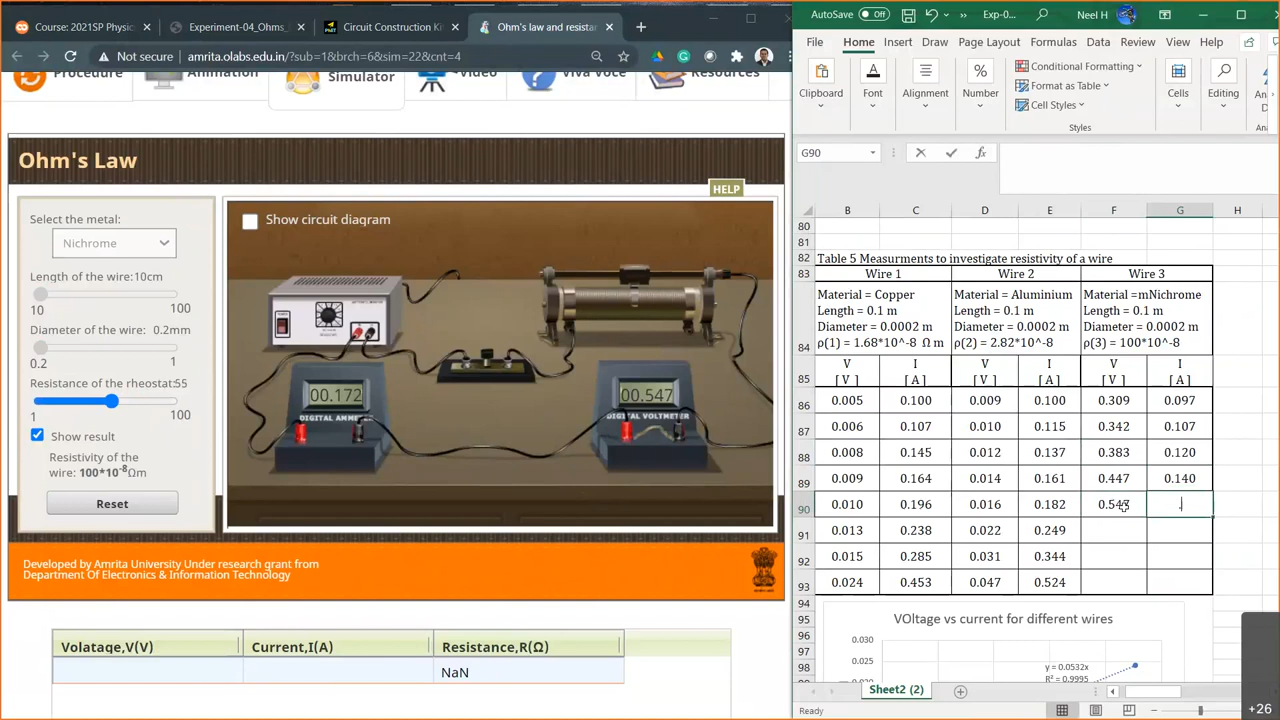 Course: 2021SP Physic
Experiment-04_Ohms_
Circuit Construction Ki
Ohm's law and resistan
Not secure
amrita.olabs.edu.in/?sub=1&brch=6&sim=22&cnt=4
Procedure
Animation
Simulator
Video
Viva Voce
Resources
Ohm's Law
HELP
Select the metal:
Nichrome
Length of the wire:10cm
10 100
Diameter of the wire: 0.2mm
0.2 1
Resistance of the rheostat:55
1 100
Show result
Resistivity of the
wire: 100*10^-8Ωm
Reset
Show circuit diagram
00.172
DIGITAL AMMETER
00.547
DIGITAL VOLTMETER
Developed by Amrita University Under research grant from
Department Of Electronics & Information Technology
Volatage,V(V) Current,I(A) Resistance,R(Ω)
NaN
AutoSave Off Exp-0... Neel H
File Home Insert Draw Page Layout Formulas Data Review View Help
Clipboard
Font
Alignment
Number
Conditional Formatting
Format as Table
Cell Styles
Styles
Cells
Editing
G90
fx
B C D E F G H
80
81
82 Table 5 Measurments to investigate resistivity of a wire
83 Wire 1 Wire 2 Wire 3
Material = Copper Material = Aluminium Material =mNichrome
Length = 0.1 m Length = 0.1 m Length = 0.1 m
Diameter = 0.0002 m Diameter = 0.0002 m Diameter = 0.0002 m
84 ρ(1) = 1.68*10^-8 Ω m ρ(2) = 2.82*10^-8 ρ(3) = 100*10^-8
V I V I V I
85 [ V ] [ A ] [ V ] [ A ] [ V ] [ A ]
86 0.005 0.100 0.009 0.100 0.309 0.097
87 0.006 0.107 0.010 0.115 0.342 0.107
88 0.008 0.145 0.012 0.137 0.383 0.120
89 0.009 0.164 0.014 0.161 0.447 0.140
90 0.010 0.196 0.016 0.182 0.547 .
91 0.013 0.238 0.022 0.249
92 0.015 0.285 0.031 0.344
93 0.024 0.453 0.047 0.524
94
95 VOltage vs current for different wires
96 0.030
97
98 0.025
y = 0.0532x
R² = 0.9995
Sheet2 (2)
Ready
+26